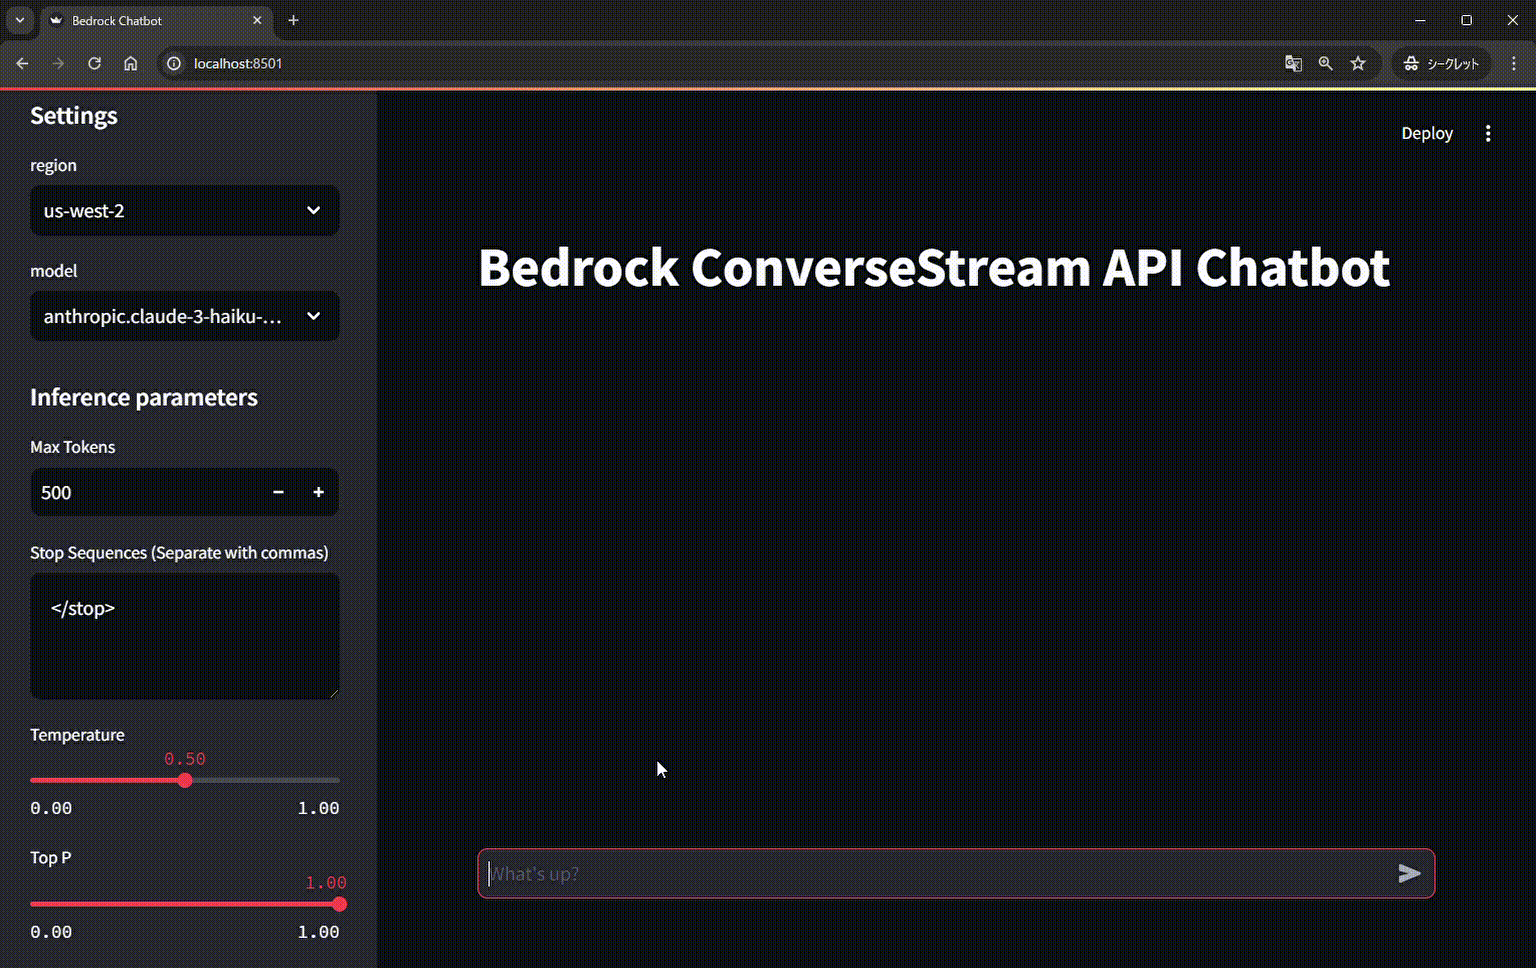 Bedrock Chatbot
localhost:8501
シークレット
Settings
Deploy
region
us-west-2
model
anthropic.claude-3-haiku-...
Inference parameters
Max Tokens
500
Stop Sequences (Separate with commas)
</stop>
Temperature
0.50
0.00 1.00
Top P
1.00
0.00 1.00
Bedrock ConverseStream API Chatbot
What's up?